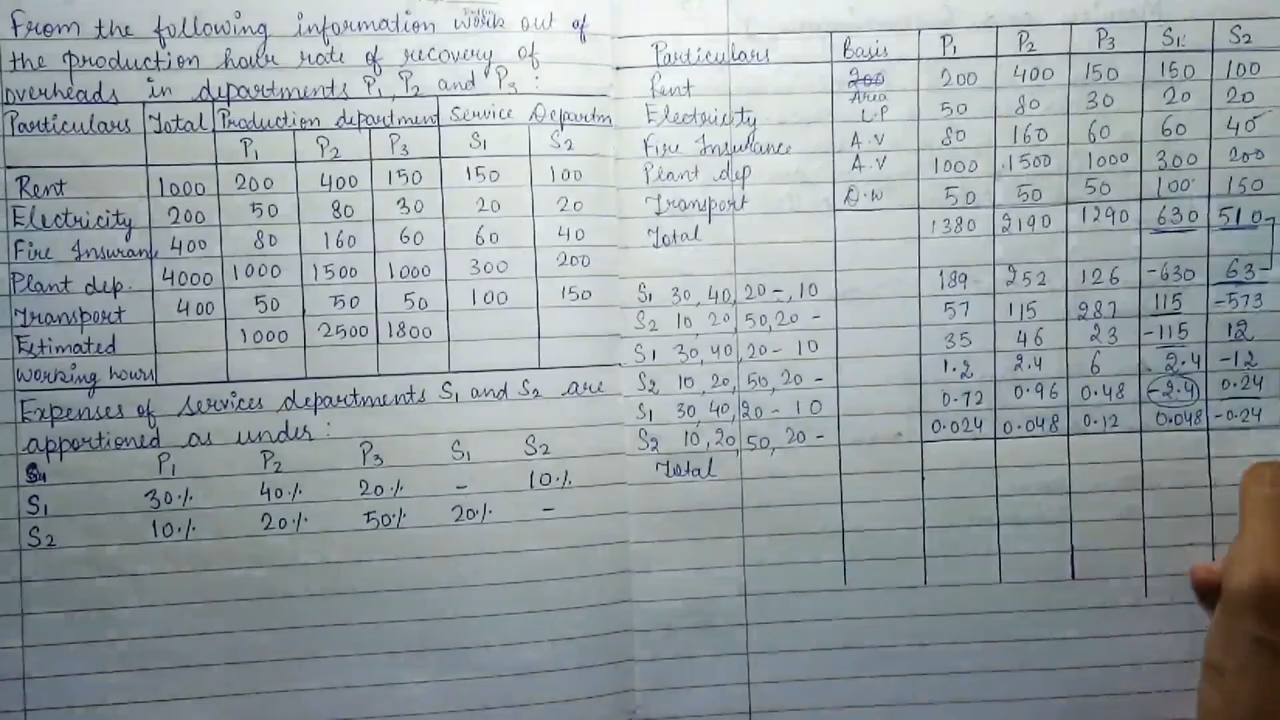 From the following information work out of
the production hour rate of recovery of
overheads in departments P1, P2 and P3 :
Particulars Total Production department Service Departm
P1 P2 P3 S1 S2
Rent 1000 200 400 150 150 100
Electricity 200 50 80 30 20 20
Fire Insuran 400 80 160 60 60 40
Plant dep. 4000 1000 1500 1000 300 200
Transport 400 50 50 50 100 150
Estimated 1000 2500 1800
working hours
Expenses of services departments S1 and S2 are
apportioned as under :
P1 P2 P3 S1 S2
S1 30% 40% 20% - 10%
S2 10% 20% 50% 20% -
Particulars Basis P1 P2 P3 S1 S2
Rent 200 Area 200 400 150 150 100
Electricity L.P 50 80 30 20 20
Fire Insurance A.V 80 160 60 60 40
Plant dep A.V 1000 1500 1000 300 200
Transport D.W 50 50 50 100 150
Total 1380 2190 1290 630 510
S1 30, 40, 20 -, 10 189 252 126 -630 63
S2 10, 20, 50, 20 - 57 115 287 115 -573
S1 30, 40, 20 - 10 35 46 23 -115 12
S2 10, 20, 50, 20 - 1.2 2.4 6 2.4 -12
S1 30, 40, 20 - 10 0.72 0.96 0.48 -2.4 0.24
S2 10, 20, 50, 20 - 0.024 0.048 0.12 0.048 -0.24
Total